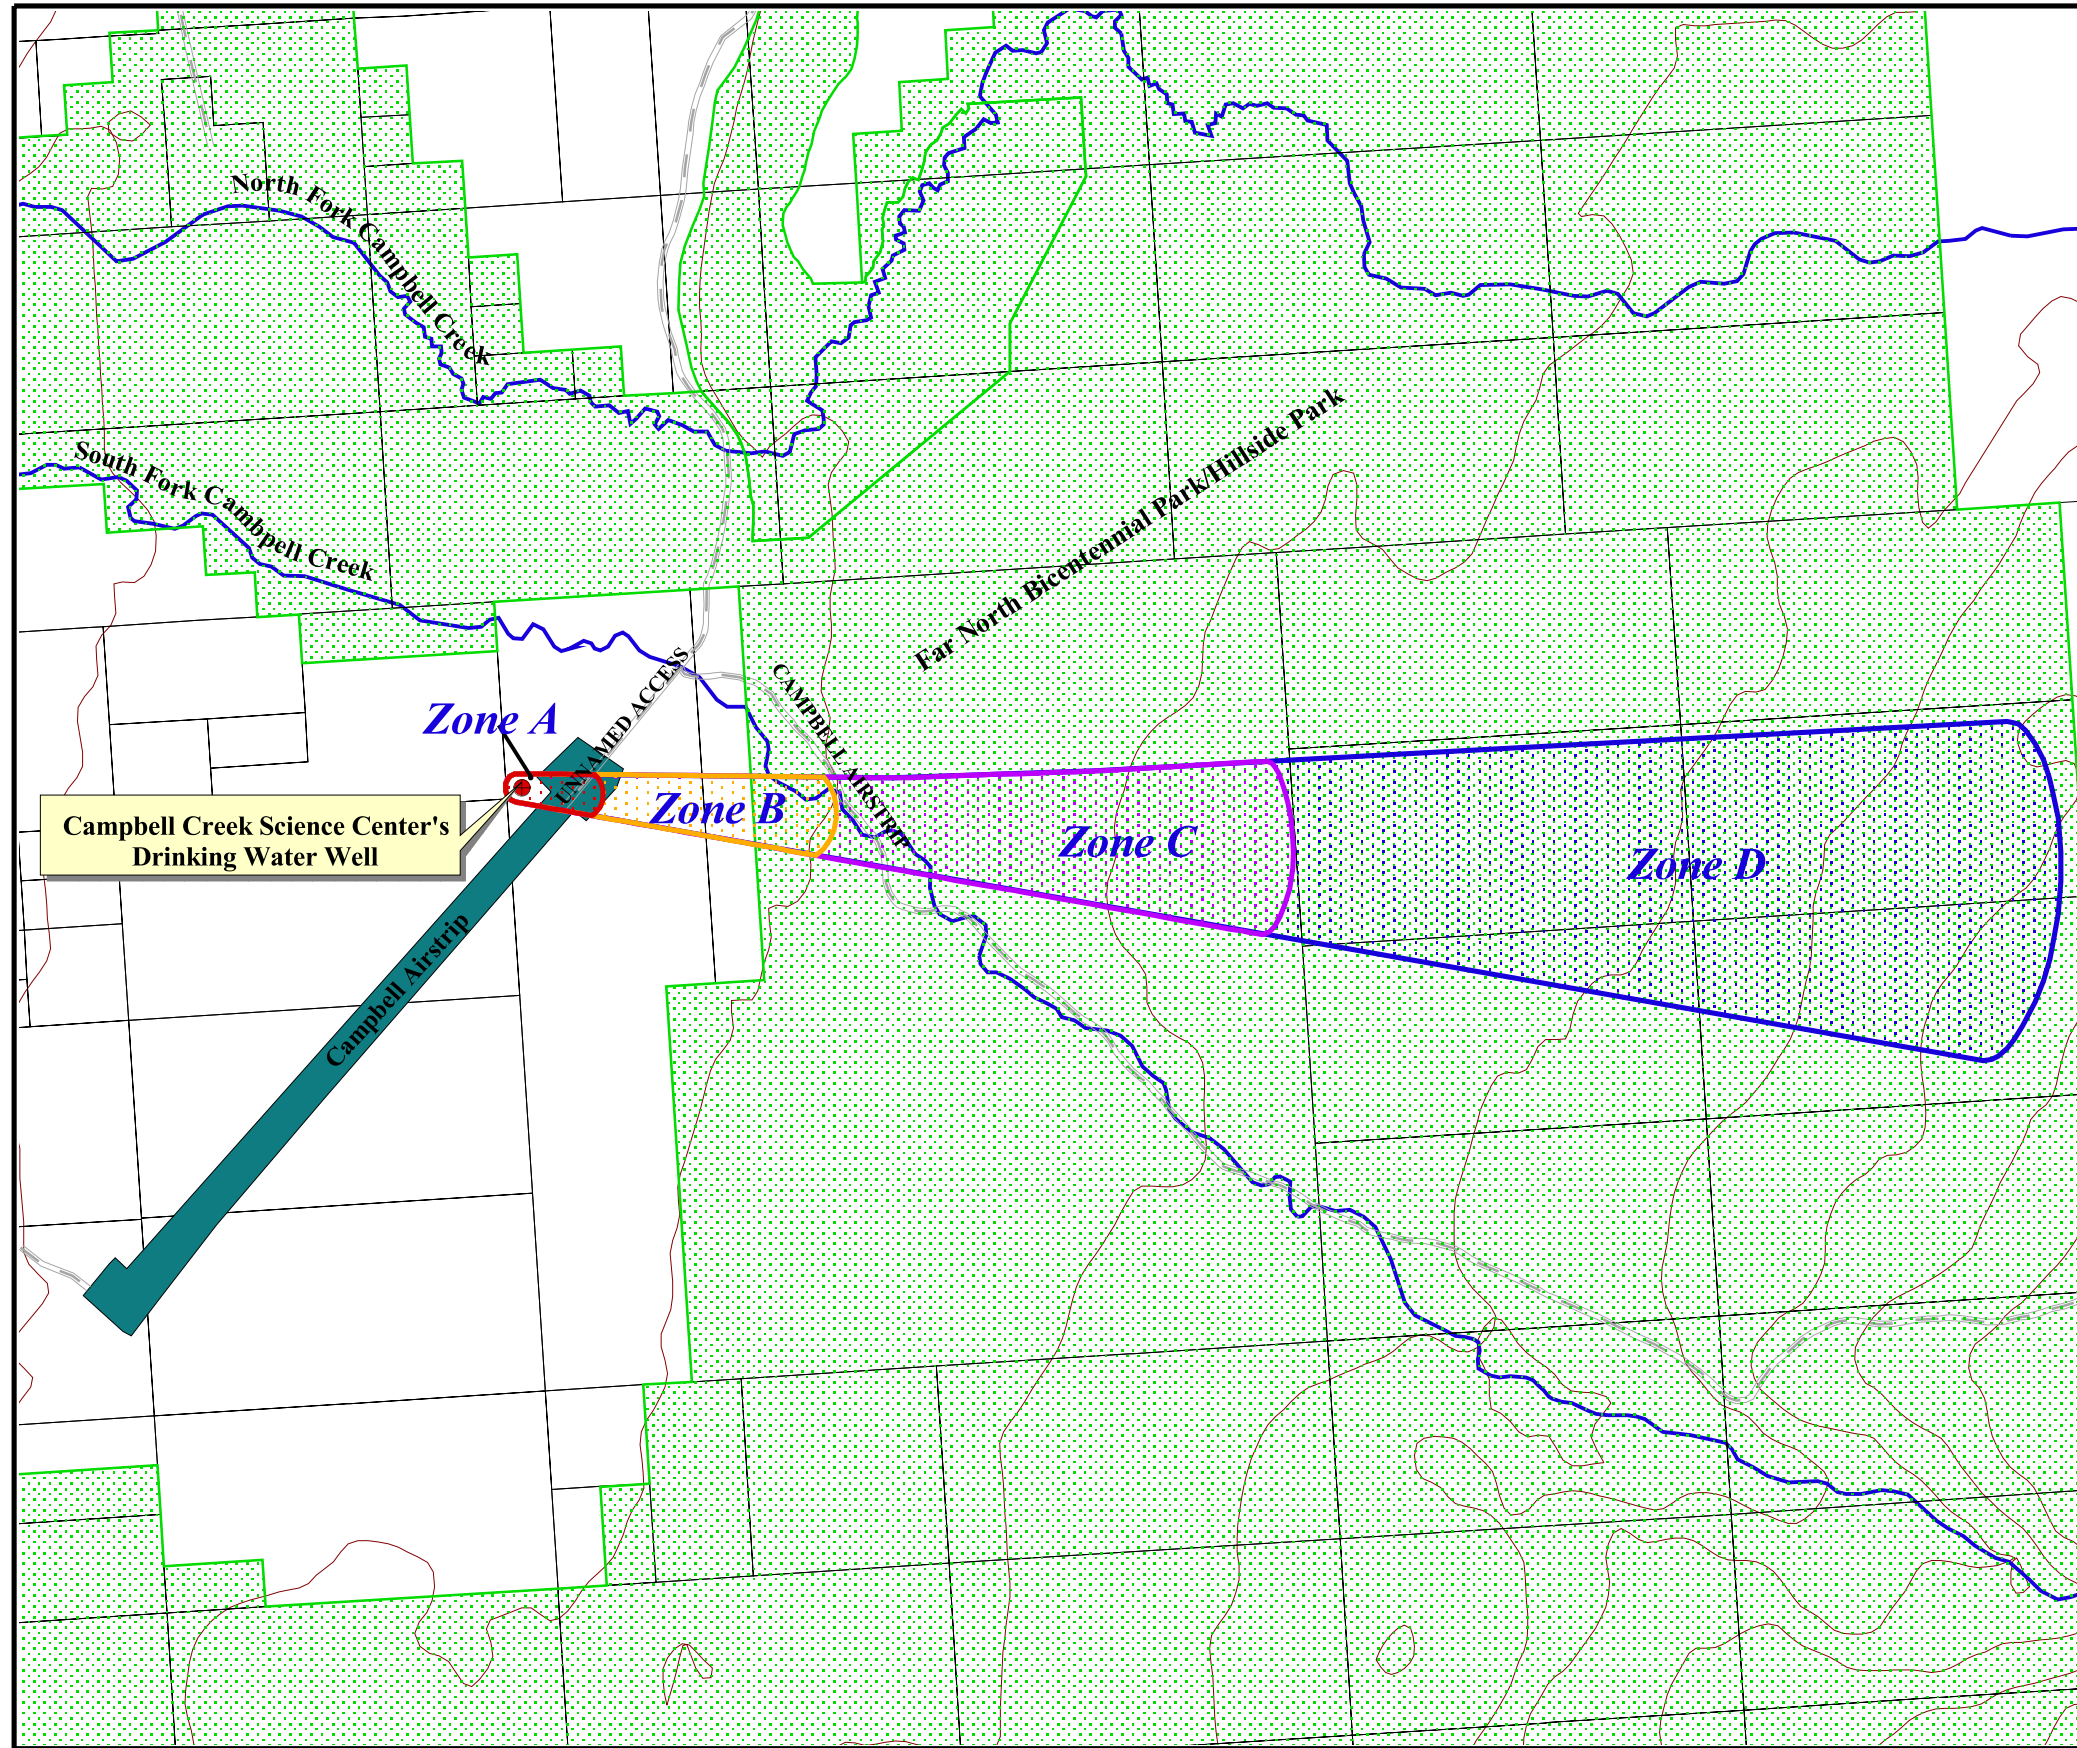 North Fork Campbell Creek
South Fork Cambpell Creek
Far North Bicentennial Park/Hillside Park
UNNAMED ACCESS
CAMPBELL AIRSTRIP
Zone A
Zone B
Zone C
Zone D
Campbell Creek Science Center's
Drinking Water Well
Campbell Airstrip